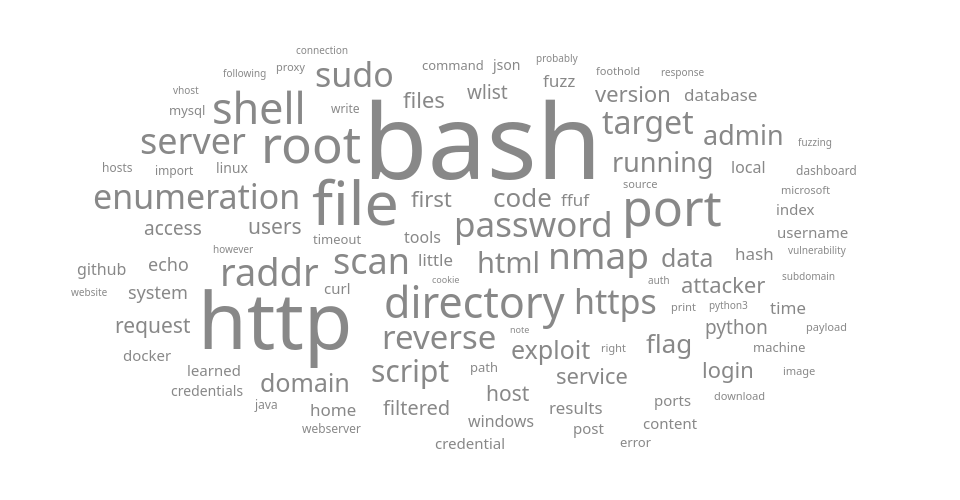 connection
following proxy sudo command json probably
fuzz foothold response
vhost wlist version database
mysql shell write files bash target admin
server root running local fuzzing
hosts import linux source dashboard
enumeration file first code ffuf port microsoft
access users timeout tools password index
username
however scan little html nmap data hash vulnerability
github echo raddr curl cookie auth attacker subdomain
website system http directory https print python3 time
request reverse note exploit right flag python payload
docker script path service machine
learned domain host login image
credentials home filtered results ports download
java webserver windows post content
credential error